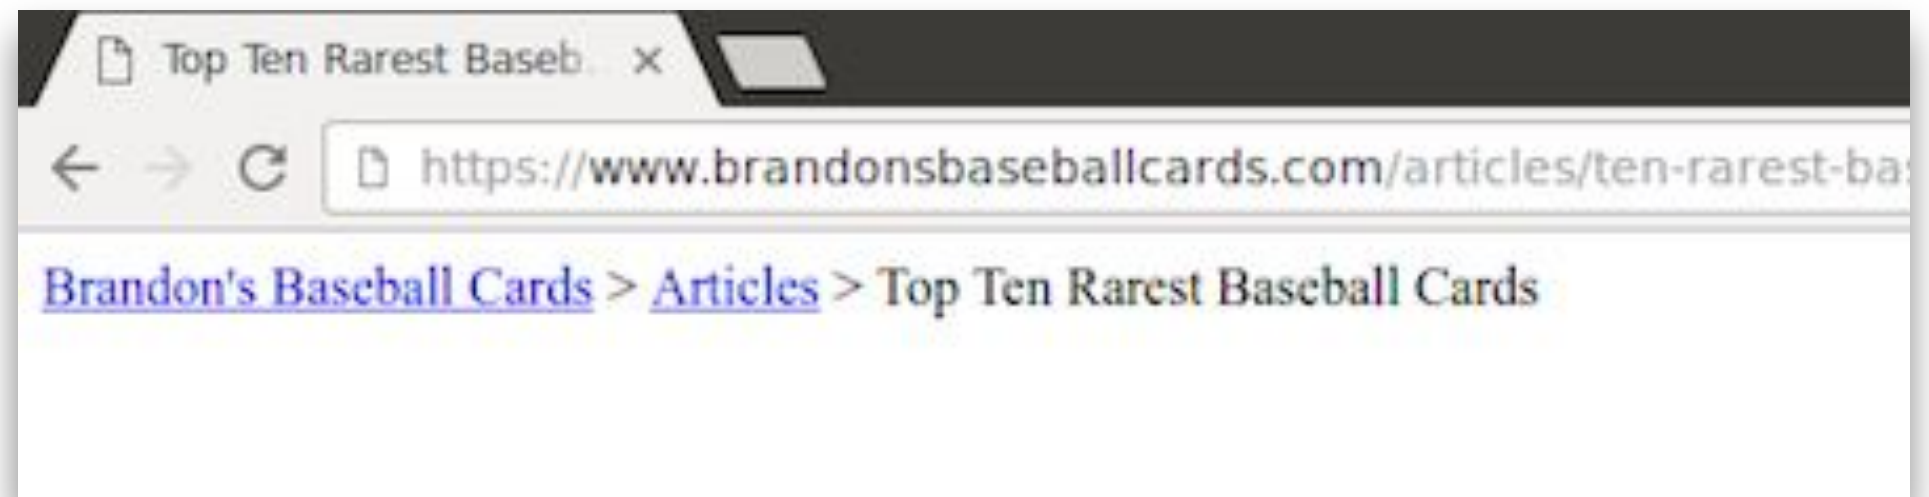 Top Ten Rarest Baseb
https://www.brandonsbaseballcards.com/articles/ten-rarest-bas
Brandon's Baseball Cards > Articles > Top Ten Rarest Baseball Cards